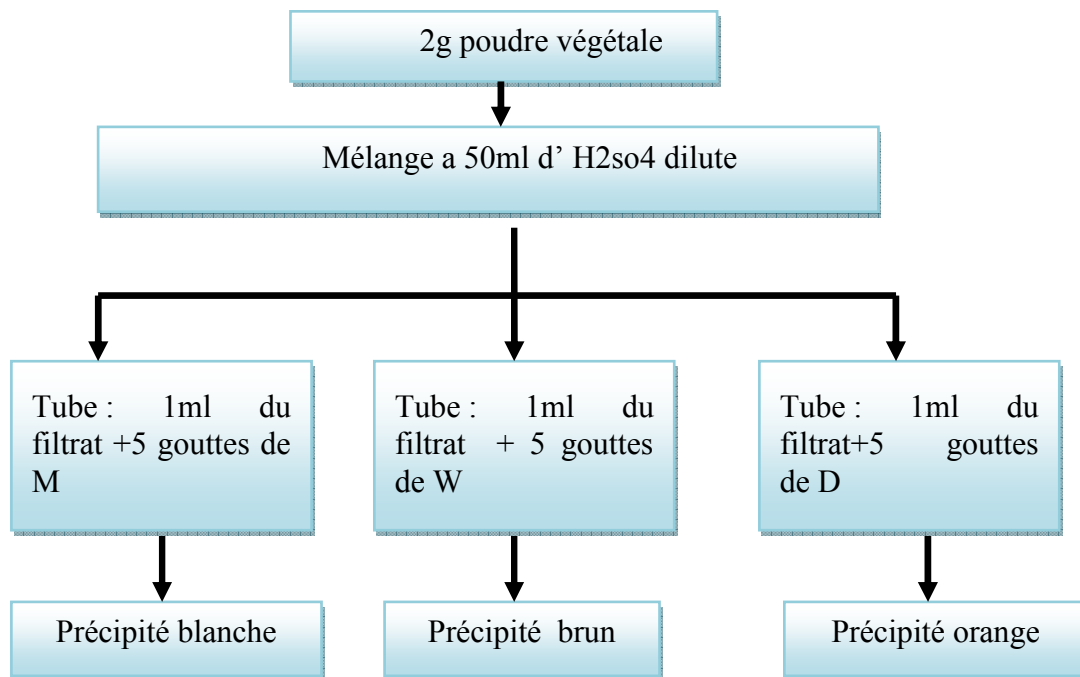 2g poudre végétale
Mélange a 50ml d' H2so4 dilute
Tube : 1ml du
filtrat +5 gouttes de
M
Tube : 1ml du
filtrat + 5 gouttes
de W
Tube : 1ml du
filtrat+5 gouttes
de D
Précipité blanche
Précipité brun
Précipité orange